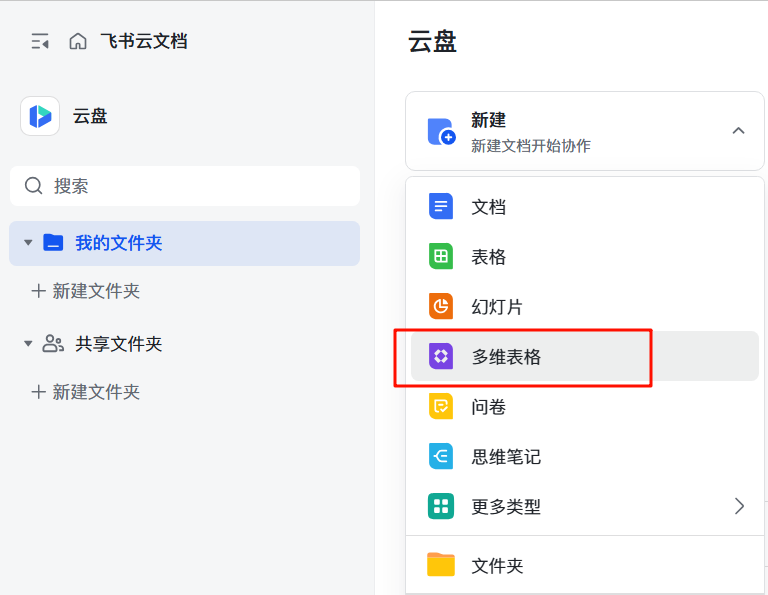 飞书云文档
云盘
搜索
我的文件夹
新建文件夹
共享文件夹
新建文件夹
云盘
新建
新建文档开始协作
文档
表格
幻灯片
多维表格
问卷
思维笔记
更多类型
文件夹